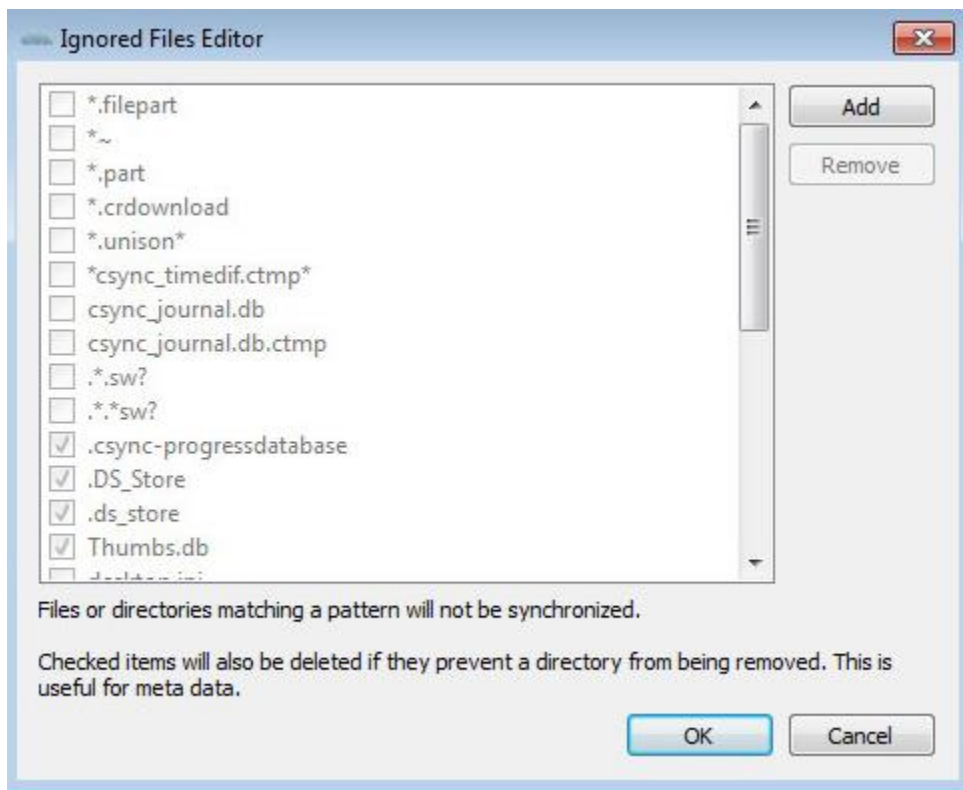 Ignored Files Editor
*.filepart
Add
*~
*.part
Remove
*.crdownload
*.unison*
*csync_timedif.ctmp*
csync_journal.db
csync_journal.db.ctmp
.*.sw?
.*.*sw?
.csync-progressdatabase
.DS_Store
.ds_store
Thumbs.db
Files or directories matching a pattern will not be synchronized.
Checked items will also be deleted if they prevent a directory from being removed. This is
useful for meta data.
OK
Cancel